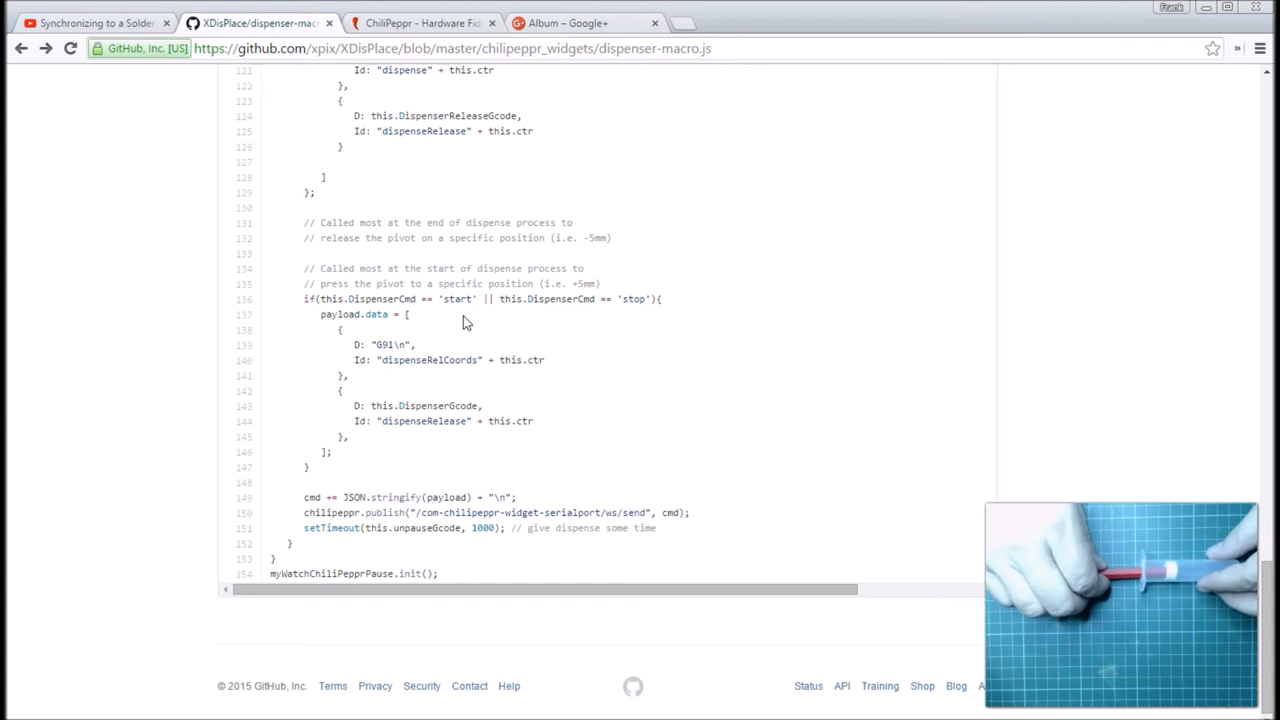 Frank
Synchronizing to a Solder
XDisPlace/dispenser-macr
ChiliPeppr - Hardware Fid
Album – Google+
GitHub, Inc. [US]
https://github.com/xpix/XDisPlace/blob/master/chilipeppr_widgets/dispenser-macro.js
»
121 Id: "dispense" + this.ctr
122 },
123 {
124 D: this.DispenserReleaseGcode,
125 Id: "dispenseRelease" + this.ctr
126 }
127
128 ]
129 };
130
131 // Called most at the end of dispense process to
132 // release the pivot on a specific position (i.e. -5mm)
133
134 // Called most at the start of dispense process to
135 // press the pivot to a specific position (i.e. +5mm)
136 if(this.DispenserCmd == 'start' || this.DispenserCmd == 'stop'){
137 payload.data = [
138 {
139 D: "G91\n",
140 Id: "dispenseRelCoords" + this.ctr
141 },
142 {
143 D: this.DispenserGcode,
144 Id: "dispenseRelease" + this.ctr
145 },
146 ];
147 }
148
149 cmd += JSON.stringify(payload) + "\n";
150 chilipeppr.publish("/com-chilipeppr-widget-serialport/ws/send", cmd);
151 setTimeout(this.unpauseGcode, 1000); // give dispense some time
152 }
153 }
154 myWatchChiliPepprPause.init();
© 2015 GitHub, Inc. Terms Privacy Security Contact Help
Status API Training Shop Blog A